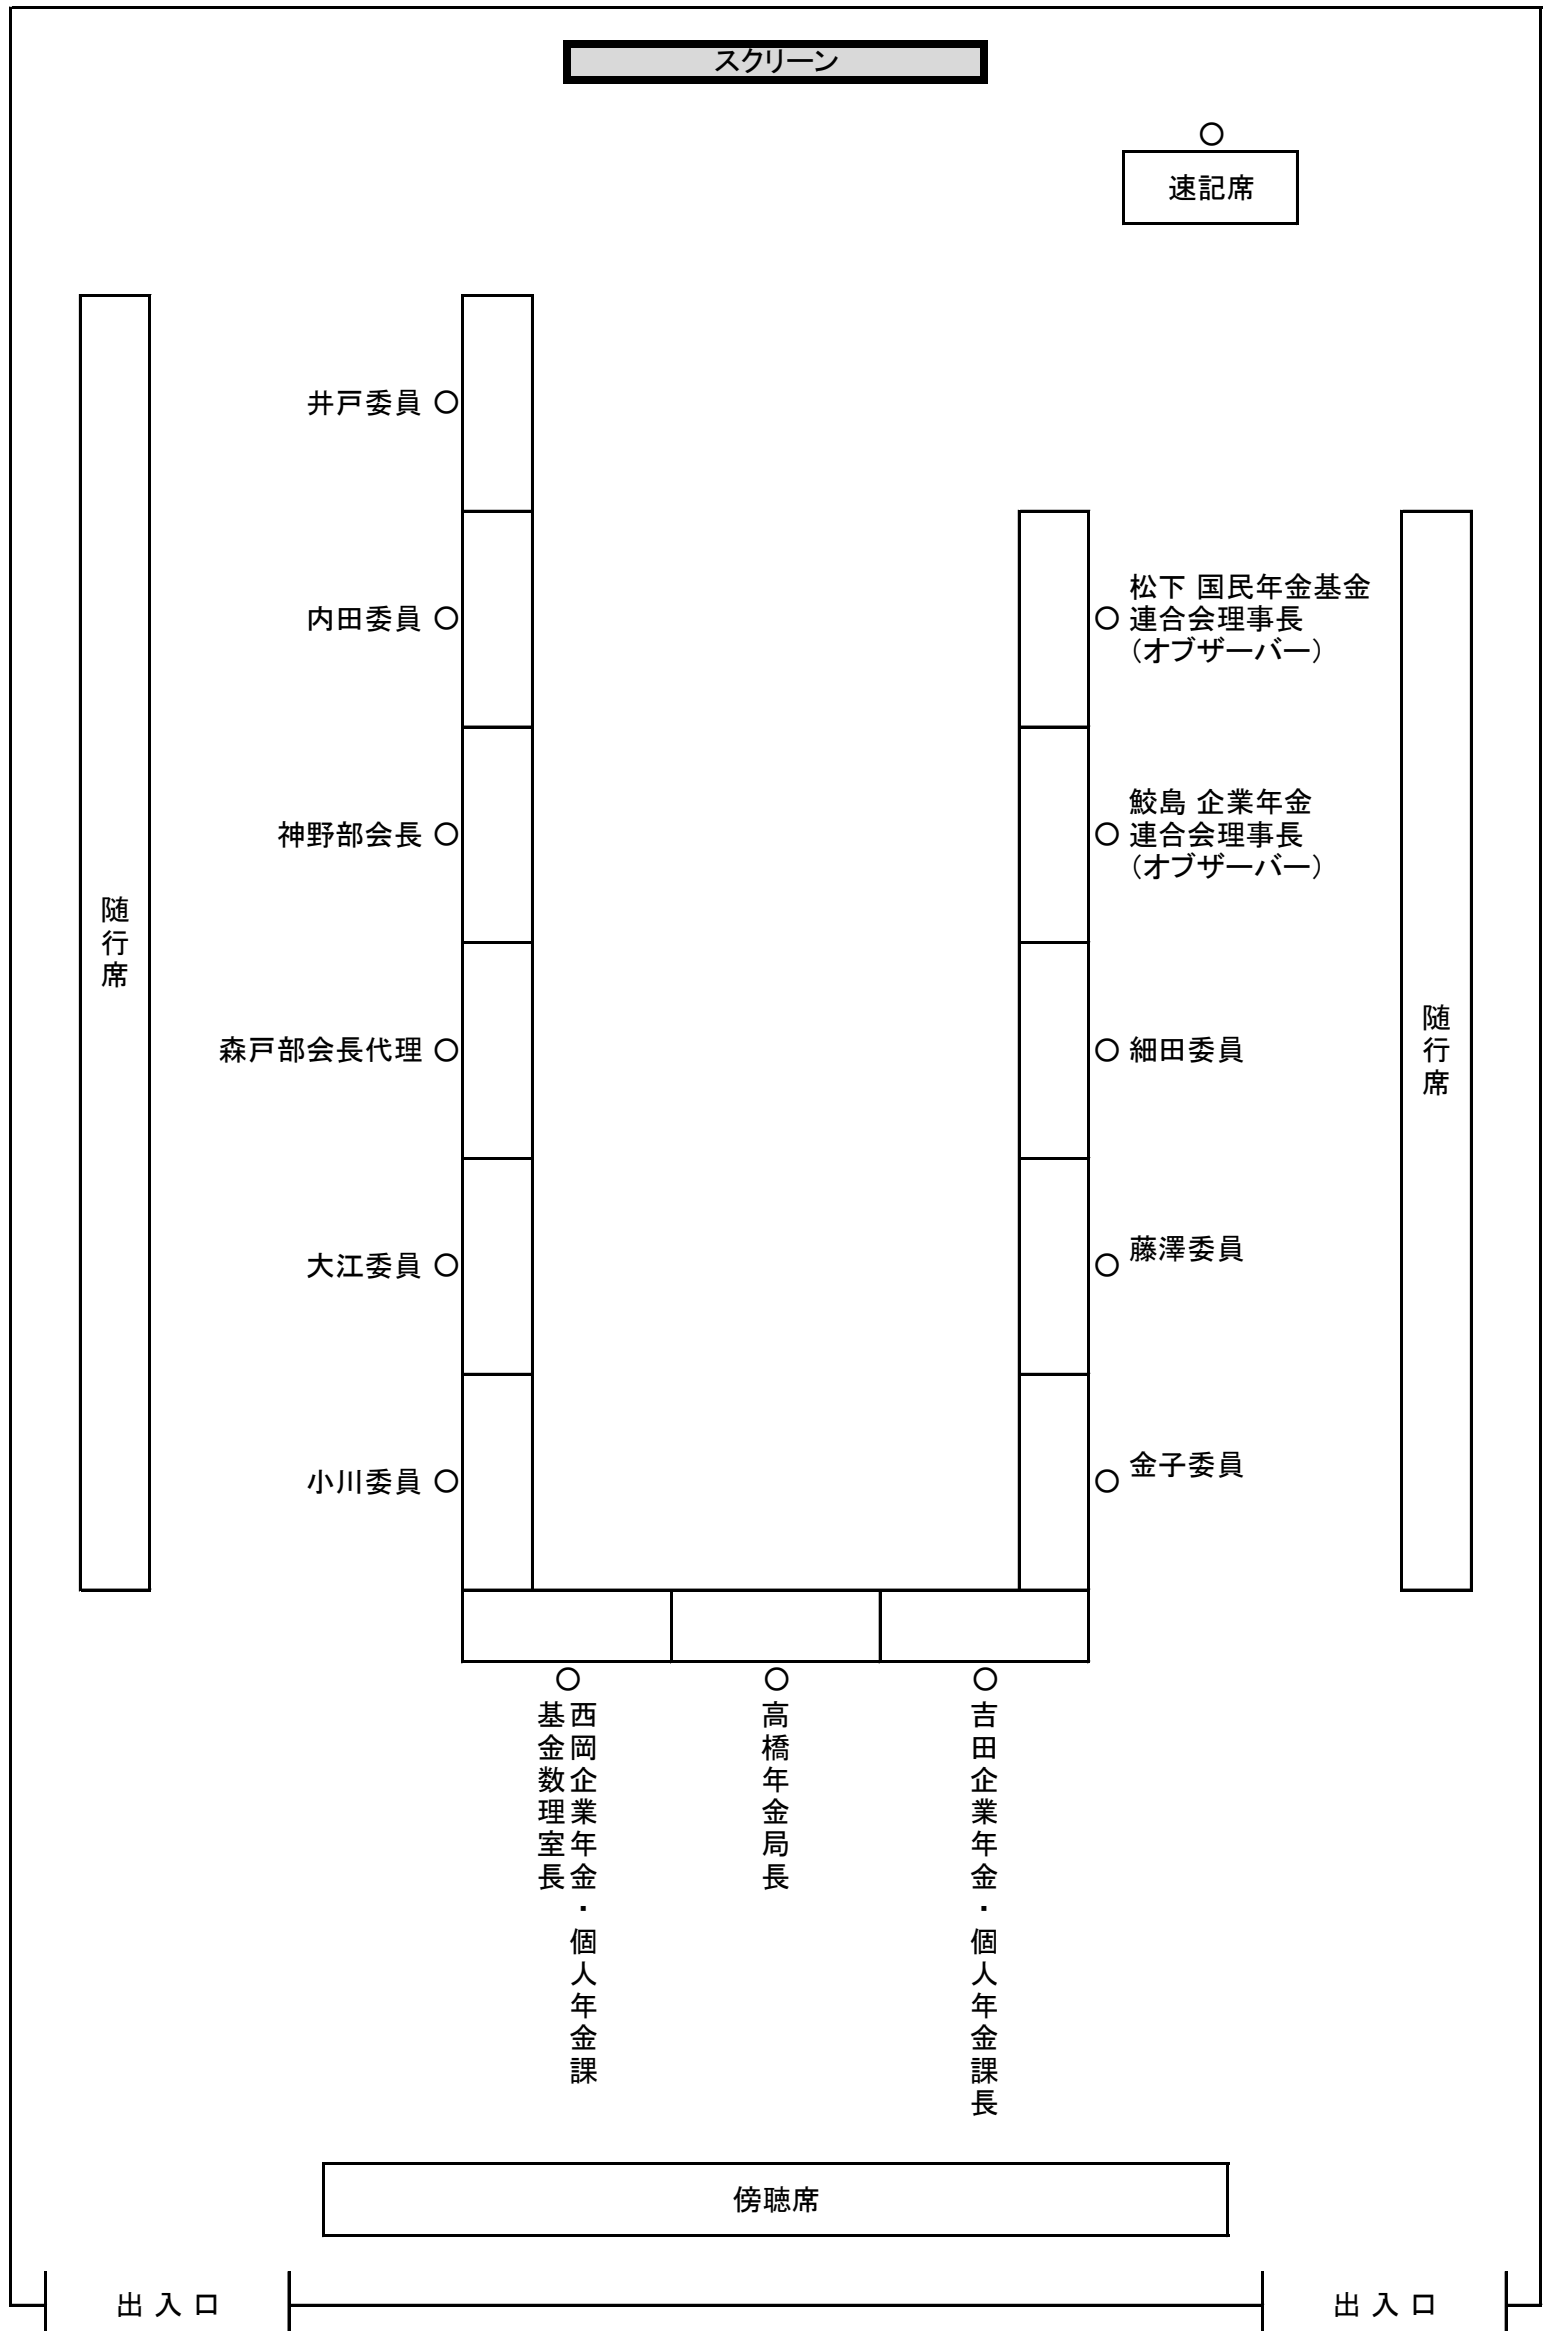 スクリーン
速記席
井戸委員
内田委員
神野部会長
森戸部会長代理
大江委員
小川委員
随行席
松下 国民年金基金
連合会理事長
(オブザーバー)
鮫島 企業年金
連合会理事長
(オブザーバー)
細田委員
藤澤委員
金子委員
随行席
西岡企業年金・個人年金課
基金数理室長
高橋年金局長
吉田企業年金・個人年金課長
傍聴席
出 入 口
出 入 口